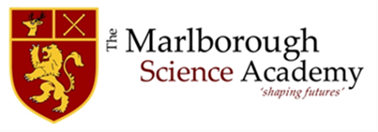 The Marlborough
Science Academy
'shaping futures'